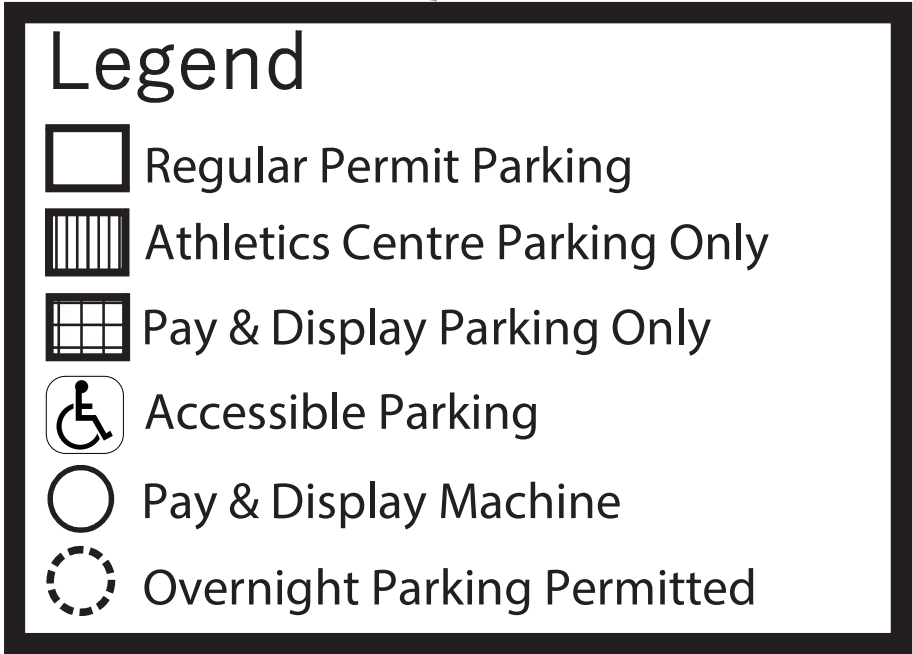 Legend
Regular Permit Parking
Athletics Centre Parking Only
Pay & Display Parking Only
Accessible Parking
Pay & Display Machine
Overnight Parking Permitted